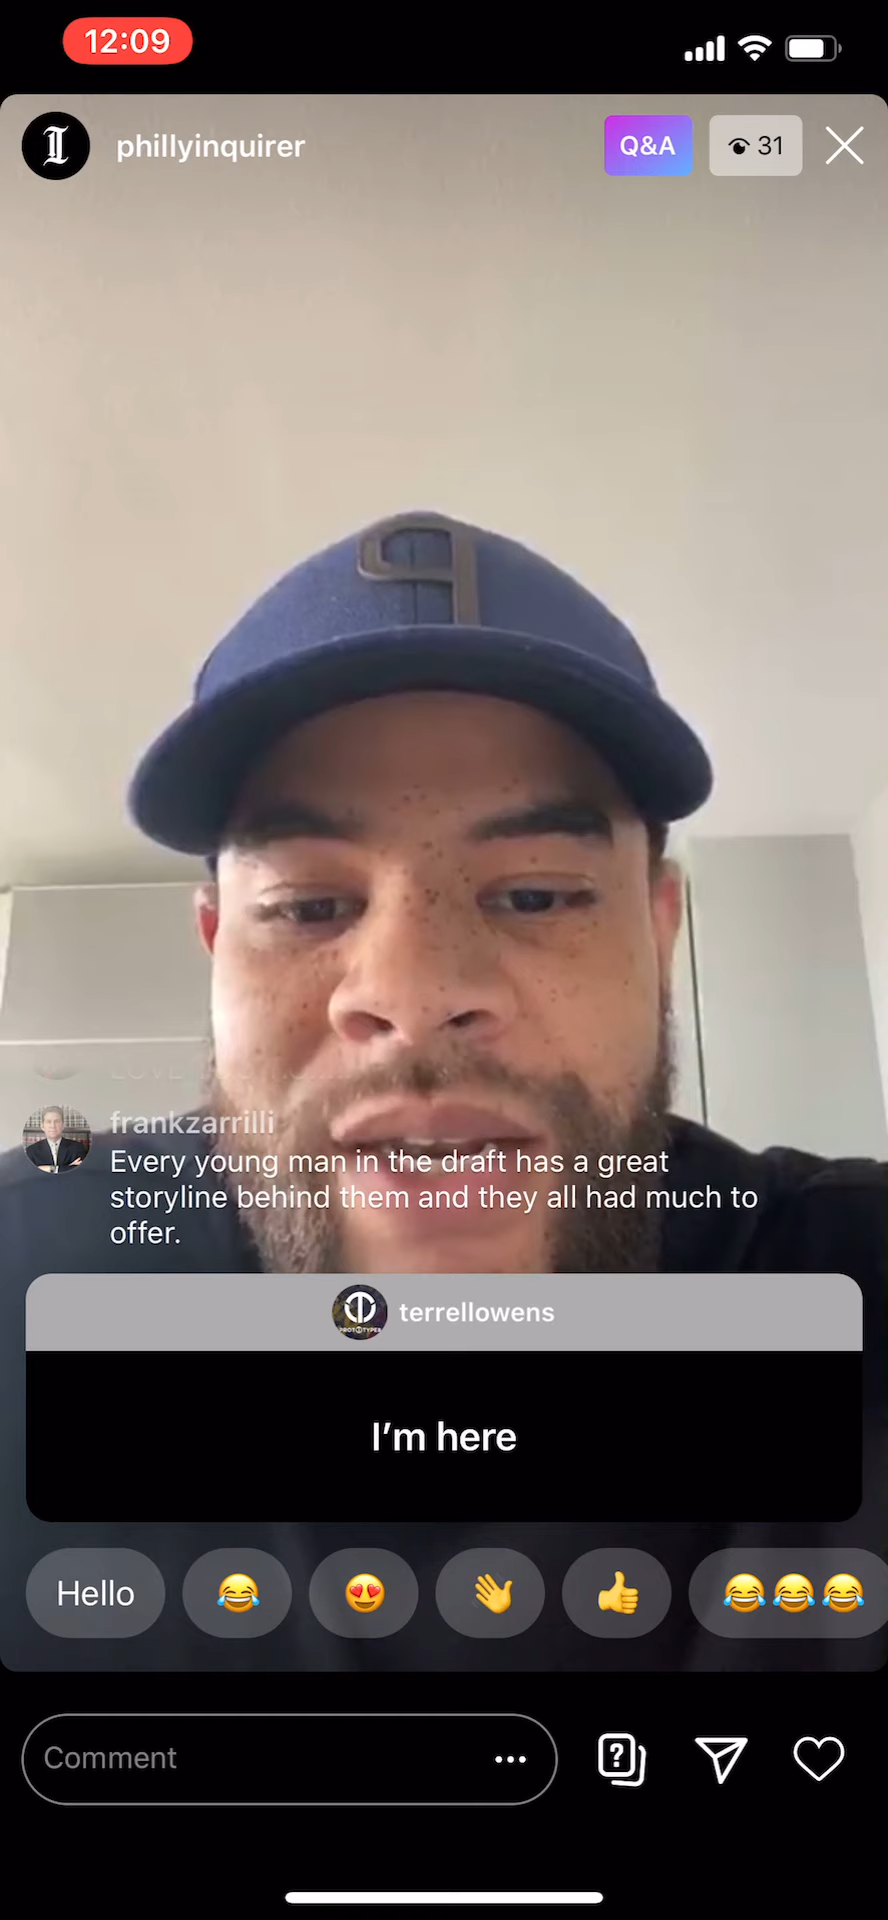 12:09
phillyinquirer
Q&A
31
frankzarrilli
Every young man in the draft has a great
storyline behind them and they all had much to
offer.
terrellowens
I'm here
Hello
Comment